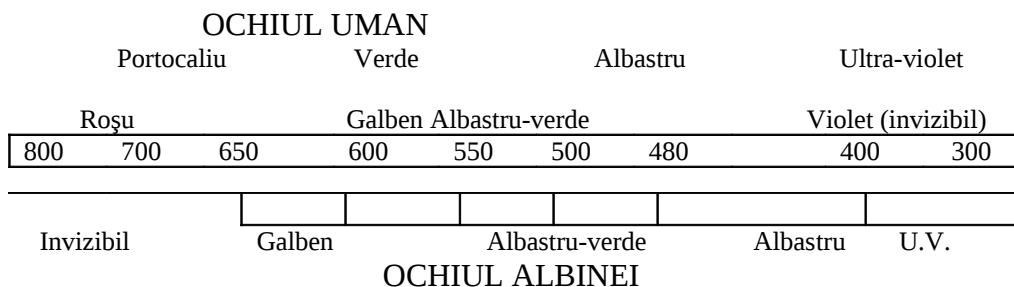 OCHIUL UMAN
Portocaliu Verde Albastru Ultra-violet
Roşu Galben Albastru-verde Violet (invizibil)
800 700 650 600 550 500 480 400 300
Invizibil Galben Albastru-verde Albastru U.V.
OCHIUL ALBINEI